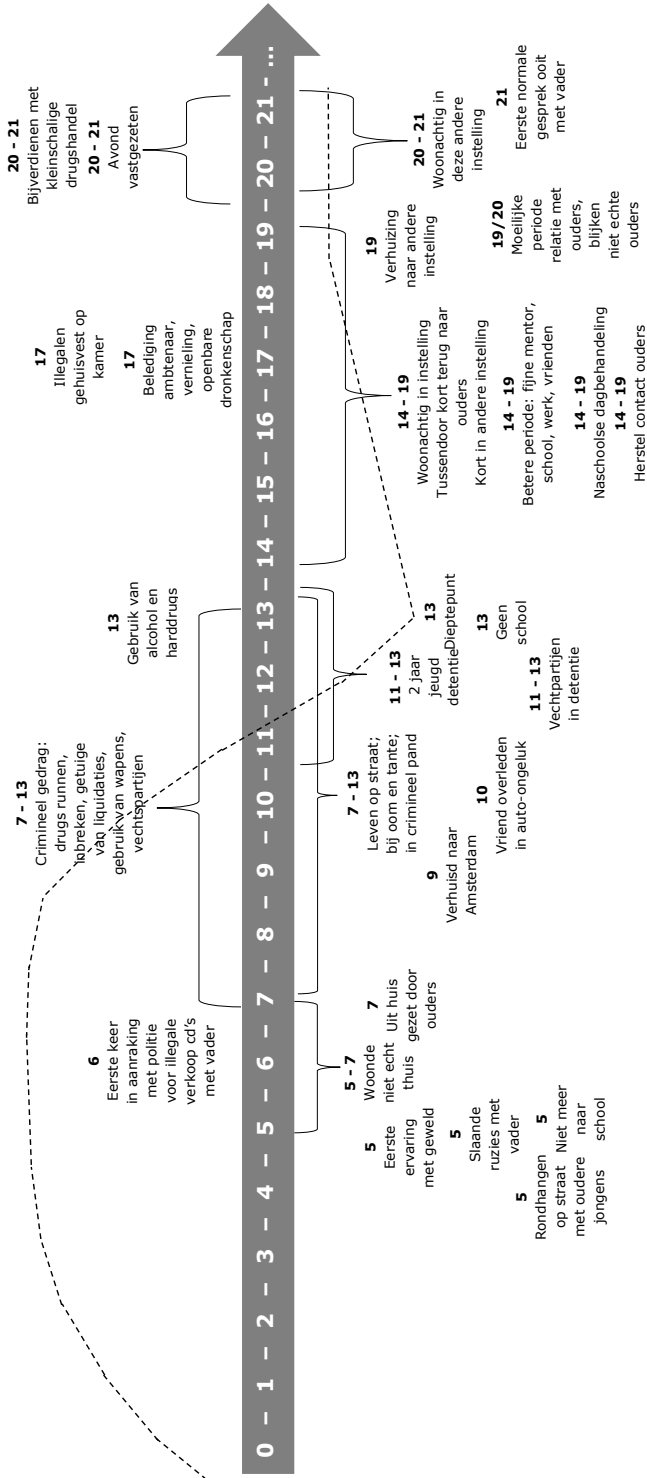 6
Eerste keer
in aanraking
met politie
voor illegale
verkoop cd's
met vader
7 - 13
Crimineel gedrag:
drugs runnen,
inbreken, getuige
van liquidaties,
gebruik van wapens,
vechtspartijen
13
Gebruik van
alcohol en
harddrugs
17
Illegalen
gehuisvest op
kamer
17
Belediging
ambtenaar,
vernieling,
openbare
dronkenschap
20 - 21
Bijverdienen met
kleinschalige
drugshandel
20 - 21
Avond
vastgezeten
0 – 1 – 2 – 3 – 4 – 5 – 6 – 7 – 8 – 9 – 10 – 11 – 12 – 13 – 14 – 15 – 16 – 17 – 18 – 19 – 20 – 21 - ...
5 - 7
Woonde
niet echt
thuis
5
Eerste
ervaring
met geweld
5
Slaande
ruzies met
vader
5
Rondhangen
op straat
met oudere
jongens
5
Niet meer
naar
school
7
Uit huis
gezet door
ouders
7 - 13
Leven op straat;
bij oom en tante;
in crimineel pand
9
Verhuisd naar
Amsterdam
10
Vriend overleden
in auto-ongeluk
11 - 13
2 jaar
jeugd
detentie
13
Dieptepunt
13
Geen
school
11 - 13
Vechtpartijen
in detentie
14 - 19
Woonachtig in instelling
Tussendoor kort terug naar
ouders
Kort in andere instelling
14 - 19
Betere periode: fijne mentor,
school, werk, vrienden
14 - 19
Naschoolse dagbehandeling
14 - 19
Herstel contact ouders
19
Verhuizing
naar andere
instelling
19/20
Moeilijke
periode
relatie met
ouders,
blijken
niet echte
ouders
20 - 21
Woonachtig in
deze andere
instelling
21
Eerste normale
gesprek ooit
met vader